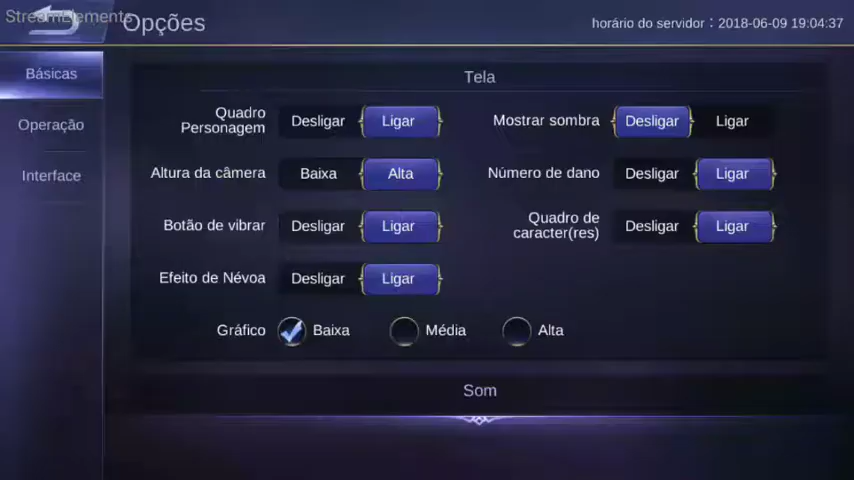 StreamElements
Opções
horário do servidor : 2018-06-09 19:04:37
Básicas
Operação
Interface
Tela
Quadro
Personagem
Desligar
Ligar
Mostrar sombra
Desligar
Ligar
Altura da câmera
Baixa
Alta
Número de dano
Desligar
Ligar
Botão de vibrar
Desligar
Ligar
Quadro de
caracter(res)
Desligar
Ligar
Efeito de Névoa
Desligar
Ligar
Gráfico
Baixa
Média
Alta
Som